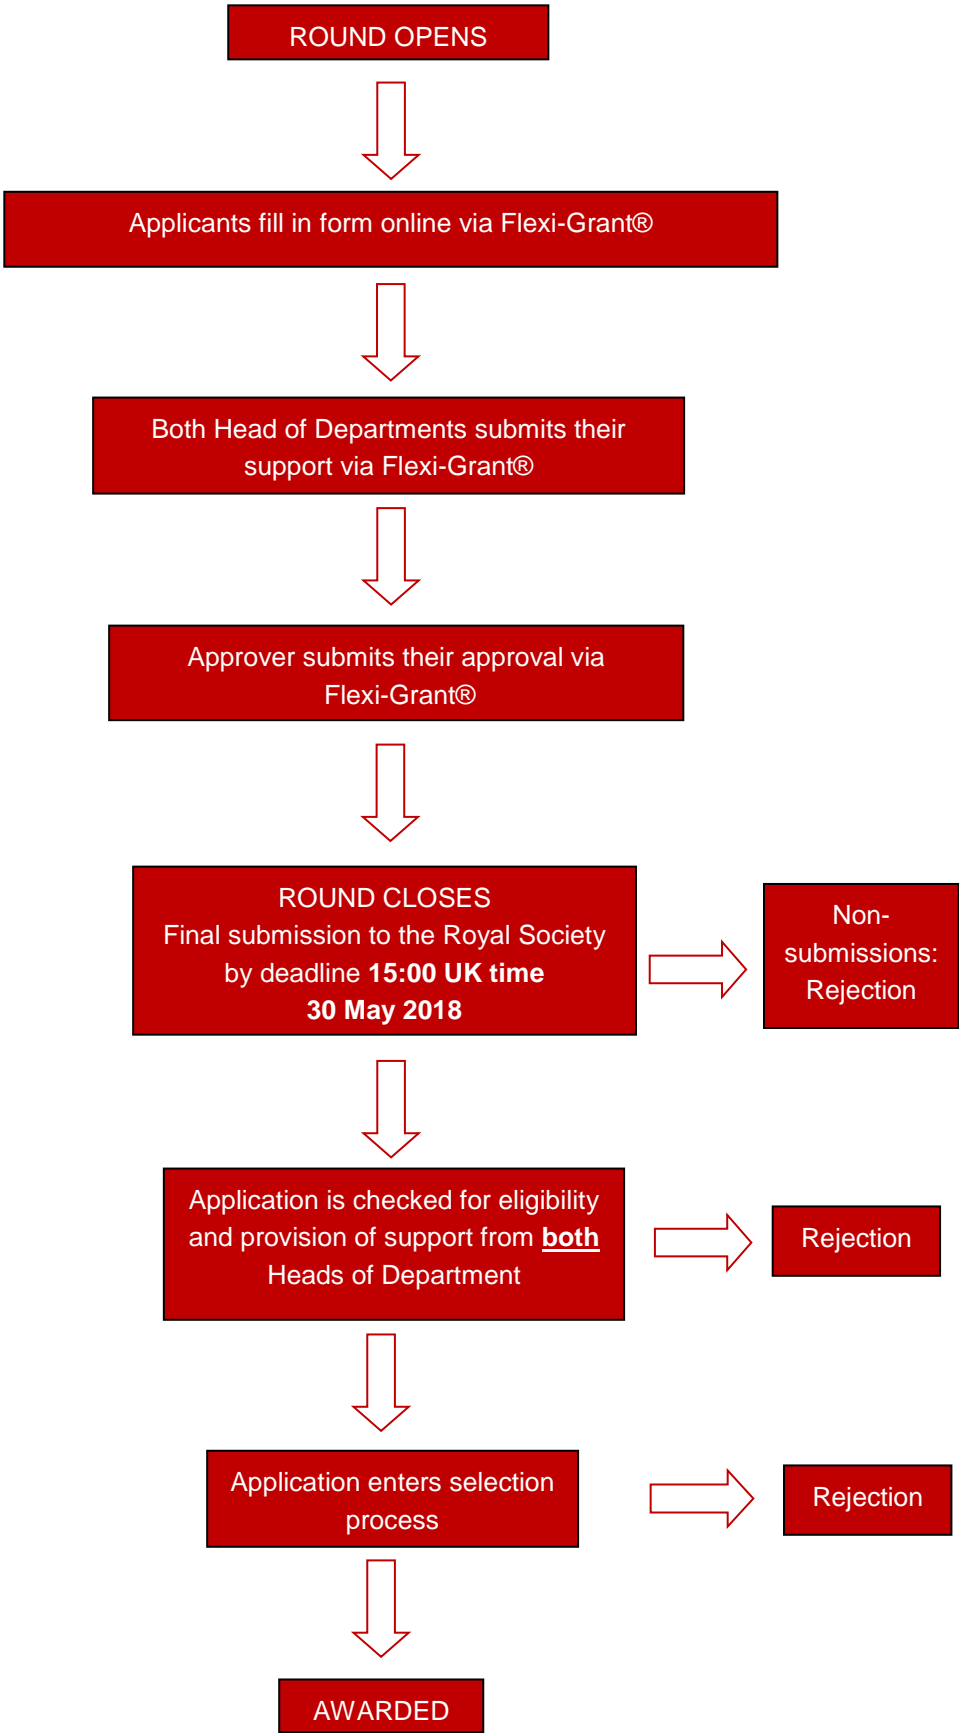 ROUND OPENS
Applicants fill in form online via Flexi-Grant®
Both Head of Departments submits their
support via Flexi-Grant®
Approver submits their approval via
Flexi-Grant®
ROUND CLOSES
Final submission to the Royal Society
by deadline 15:00 UK time
30 May 2018
Non-
submissions:
Rejection
Application is checked for eligibility
and provision of support from both
Heads of Department
Rejection
Application enters selection
process
Rejection
AWARDED